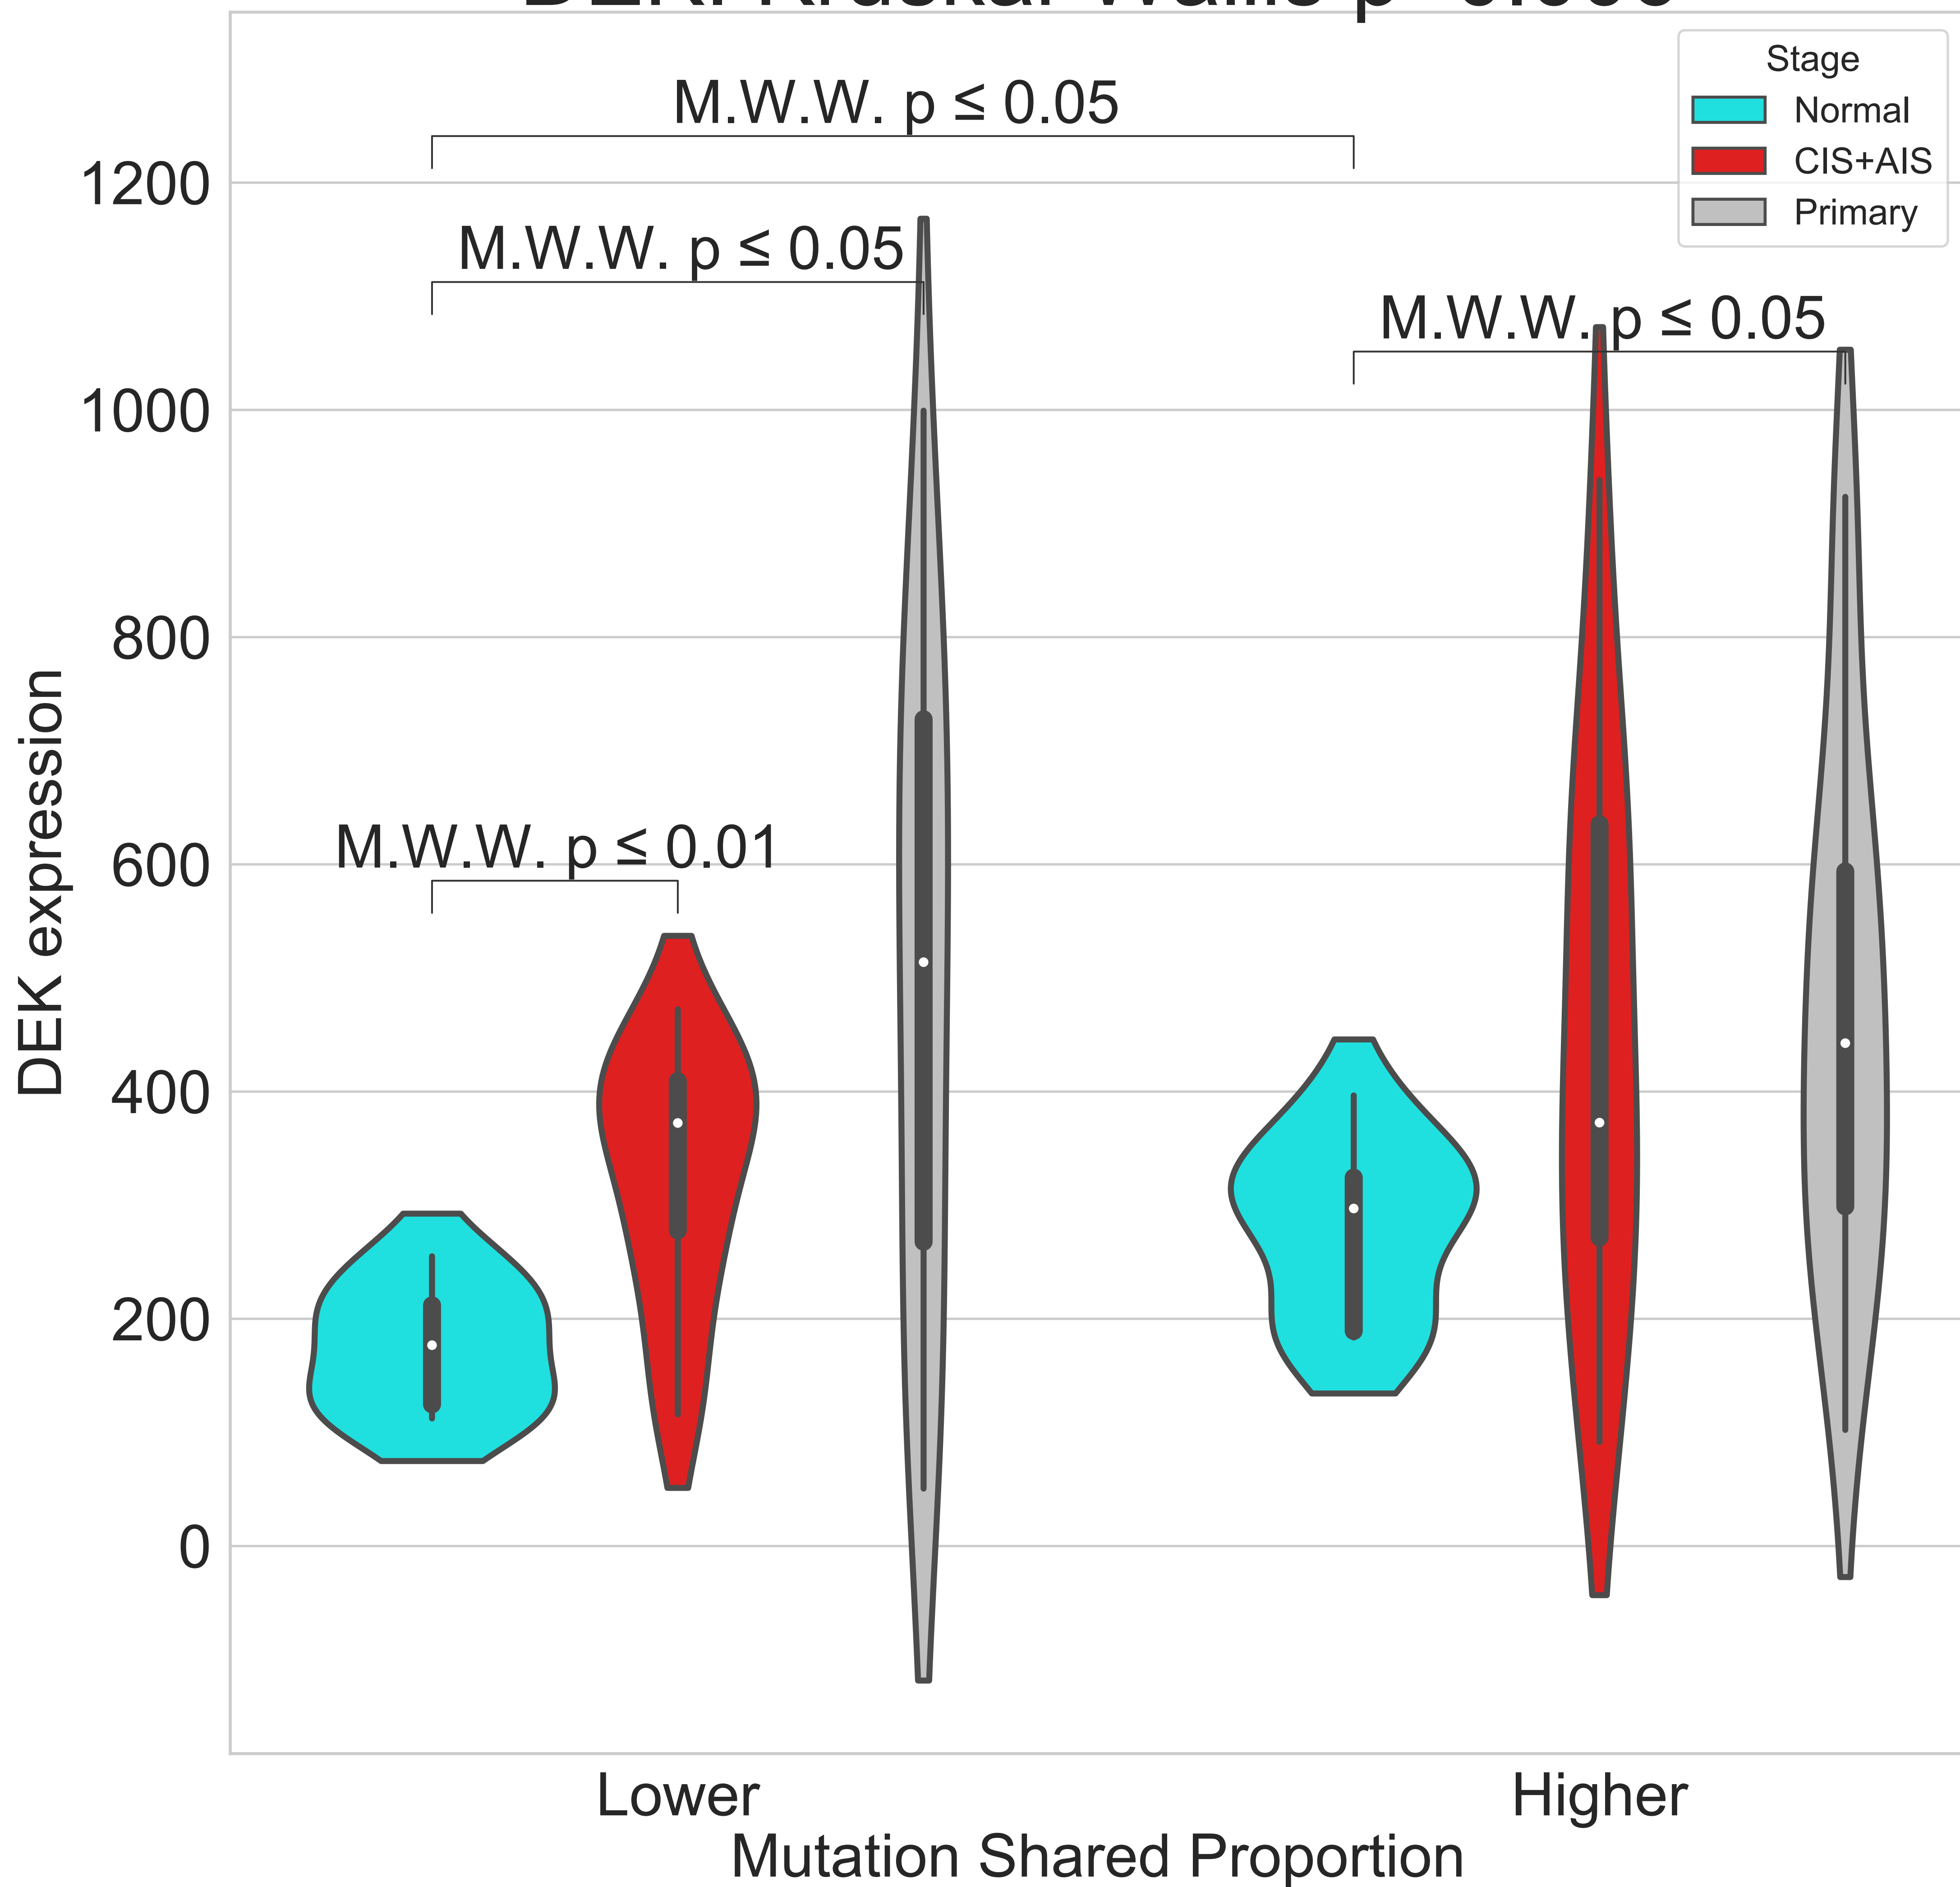 M.W.W. p ≤ 0.05
Stage
Normal
CIS+AIS
Primary
1200
M.W.W. p ≤ 0.05
M.W.W. p ≤ 0.05
1000
800
M.W.W. p ≤ 0.01
600
400
200
0
DEK expression
Lower
Higher
Mutation Shared Proportion